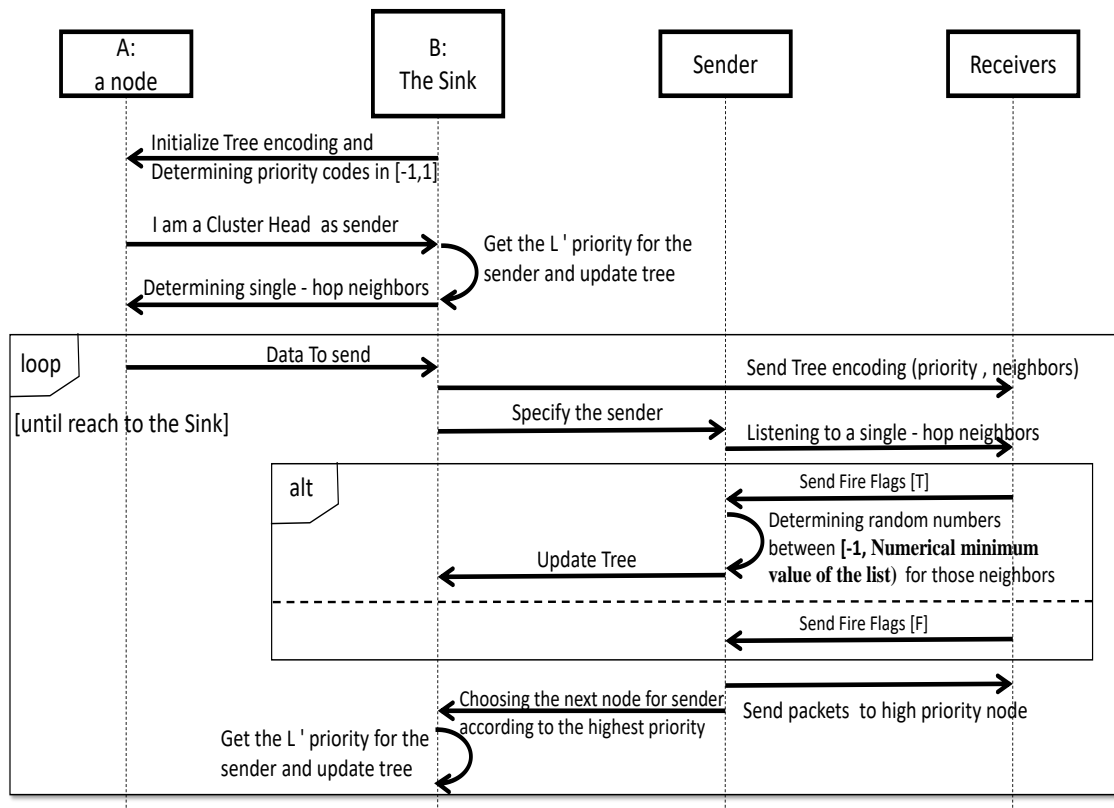 A:
a node
B:
The Sink
Sender
Receivers
Initialize Tree encoding and
Determining priority codes in [-1,1]
I am a Cluster Head as sender
Get the L ' priority for the
sender and update tree
Determining single - hop neighbors
loop
Data To send
Send Tree encoding (priority , neighbors)
[until reach to the Sink]
Specify the sender
Listening to a single - hop neighbors
alt
Send Fire Flags [T]
Determining random numbers
between [-1, Numerical minimum
value of the list) for those neighbors
Update Tree
Send Fire Flags [F]
Choosing the next node for sender
according to the highest priority
Send packets to high priority node
Get the L ' priority for the
sender and update tree